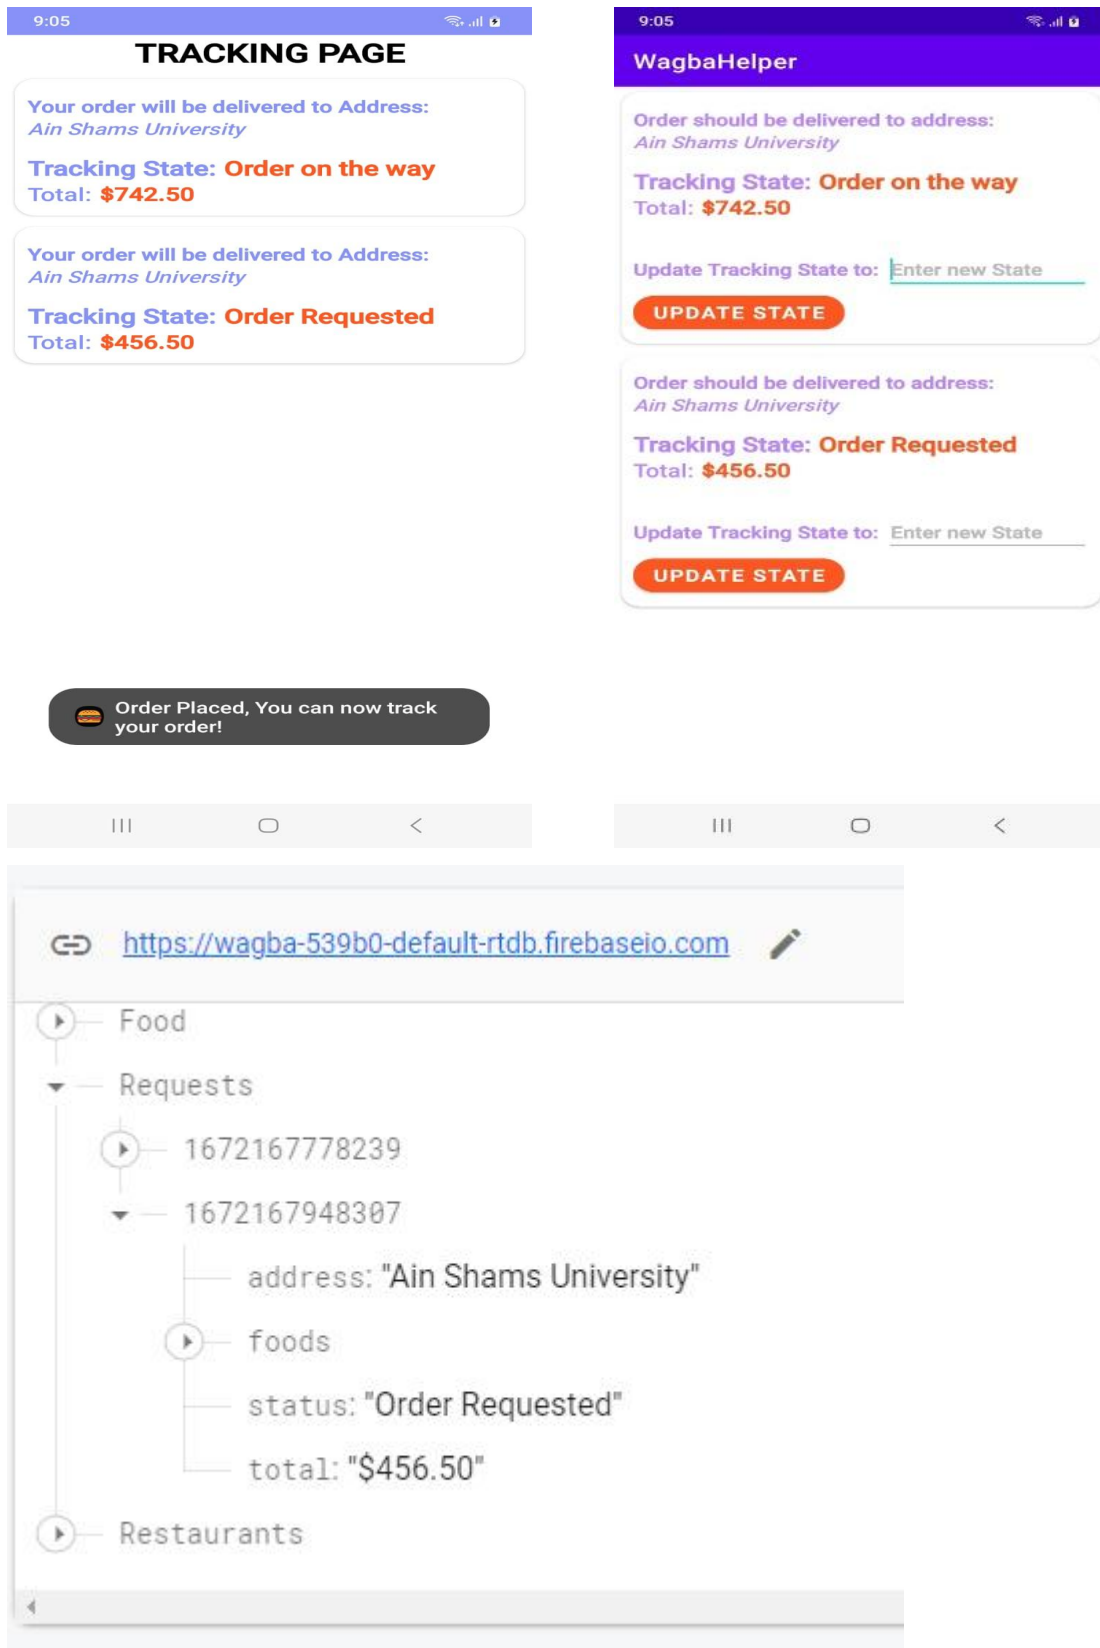 9:05
TRACKING PAGE
Your order will be delivered to Address:
Ain Shams University
Tracking State: Order on the way
Total: $742.50
Your order will be delivered to Address:
Ain Shams University
Tracking State: Order Requested
Total: $456.50
Order Placed, You can now track
your order!
9:05
WagbaHelper
Order should be delivered to address:
Ain Shams University
Tracking State: Order on the way
Total: $742.50
Update Tracking State to: Enter new State
UPDATE STATE
Order should be delivered to address:
Ain Shams University
Tracking State: Order Requested
Total: $456.50
Update Tracking State to: Enter new State
UPDATE STATE
https://wagba-539b0-default-rtdb.firebaseio.com
Food
Requests
1672167778239
1672167948307
address: "Ain Shams University"
foods
status: "Order Requested"
total: "$456.50"
Restaurants